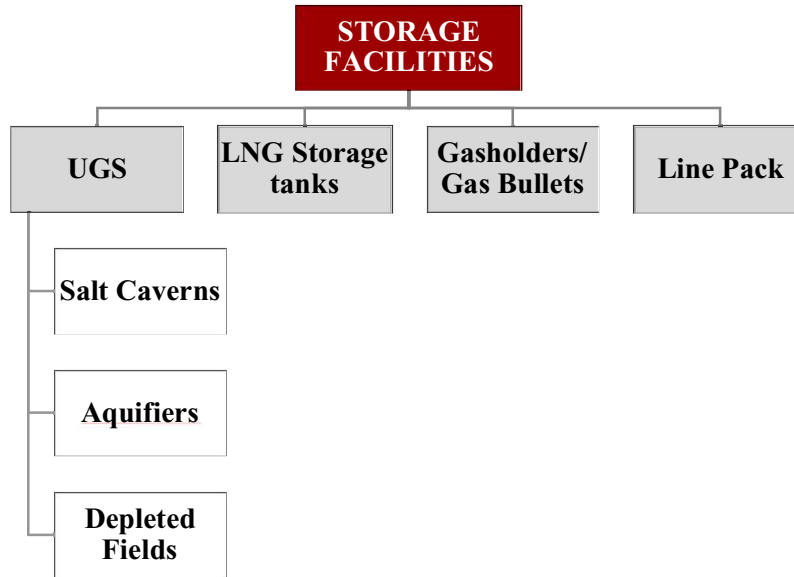 STORAGE
FACILITIES
UGS
LNG Storage
tanks
Gasholders/
Gas Bullets
Line Pack
Salt Caverns
Aquifiers
Depleted
Fields